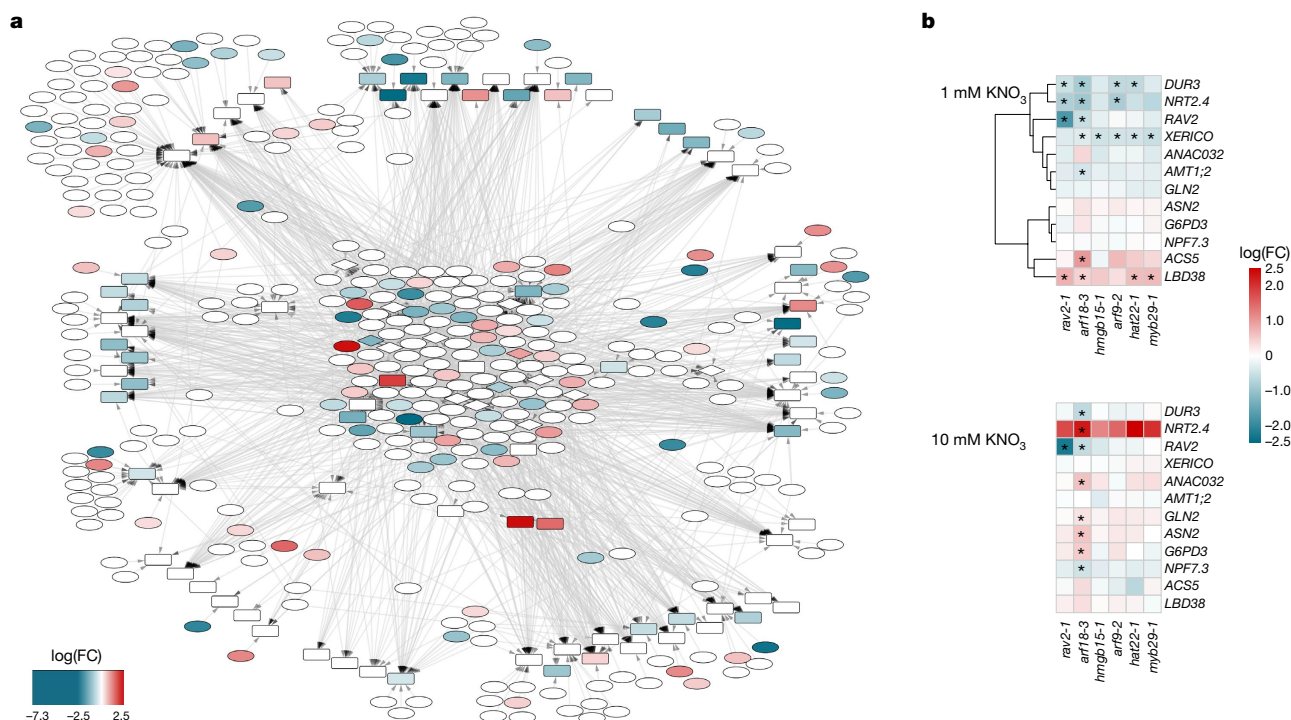 a
log(FC)
−7.3 −2.5 2.5
b
1 mM KNO3
DUR3
NRT2.4
RAV2
XERICO
ANAC032
AMT1;2
GLN2
ASN2
G6PD3
NPF7.3
ACS5
LBD38
rav2-1
arf18-3
hmgb15-1
arf9-2
hat22-1
myb29-1
10 mM KNO3
DUR3
NRT2.4
RAV2
XERICO
ANAC032
AMT1;2
GLN2
ASN2
G6PD3
NPF7.3
ACS5
LBD38
rav2-1
arf18-3
hmgb15-1
arf9-2
hat22-1
myb29-1
log(FC)
2.5
2.0
1.0
0
−1.0
−2.0
−2.5